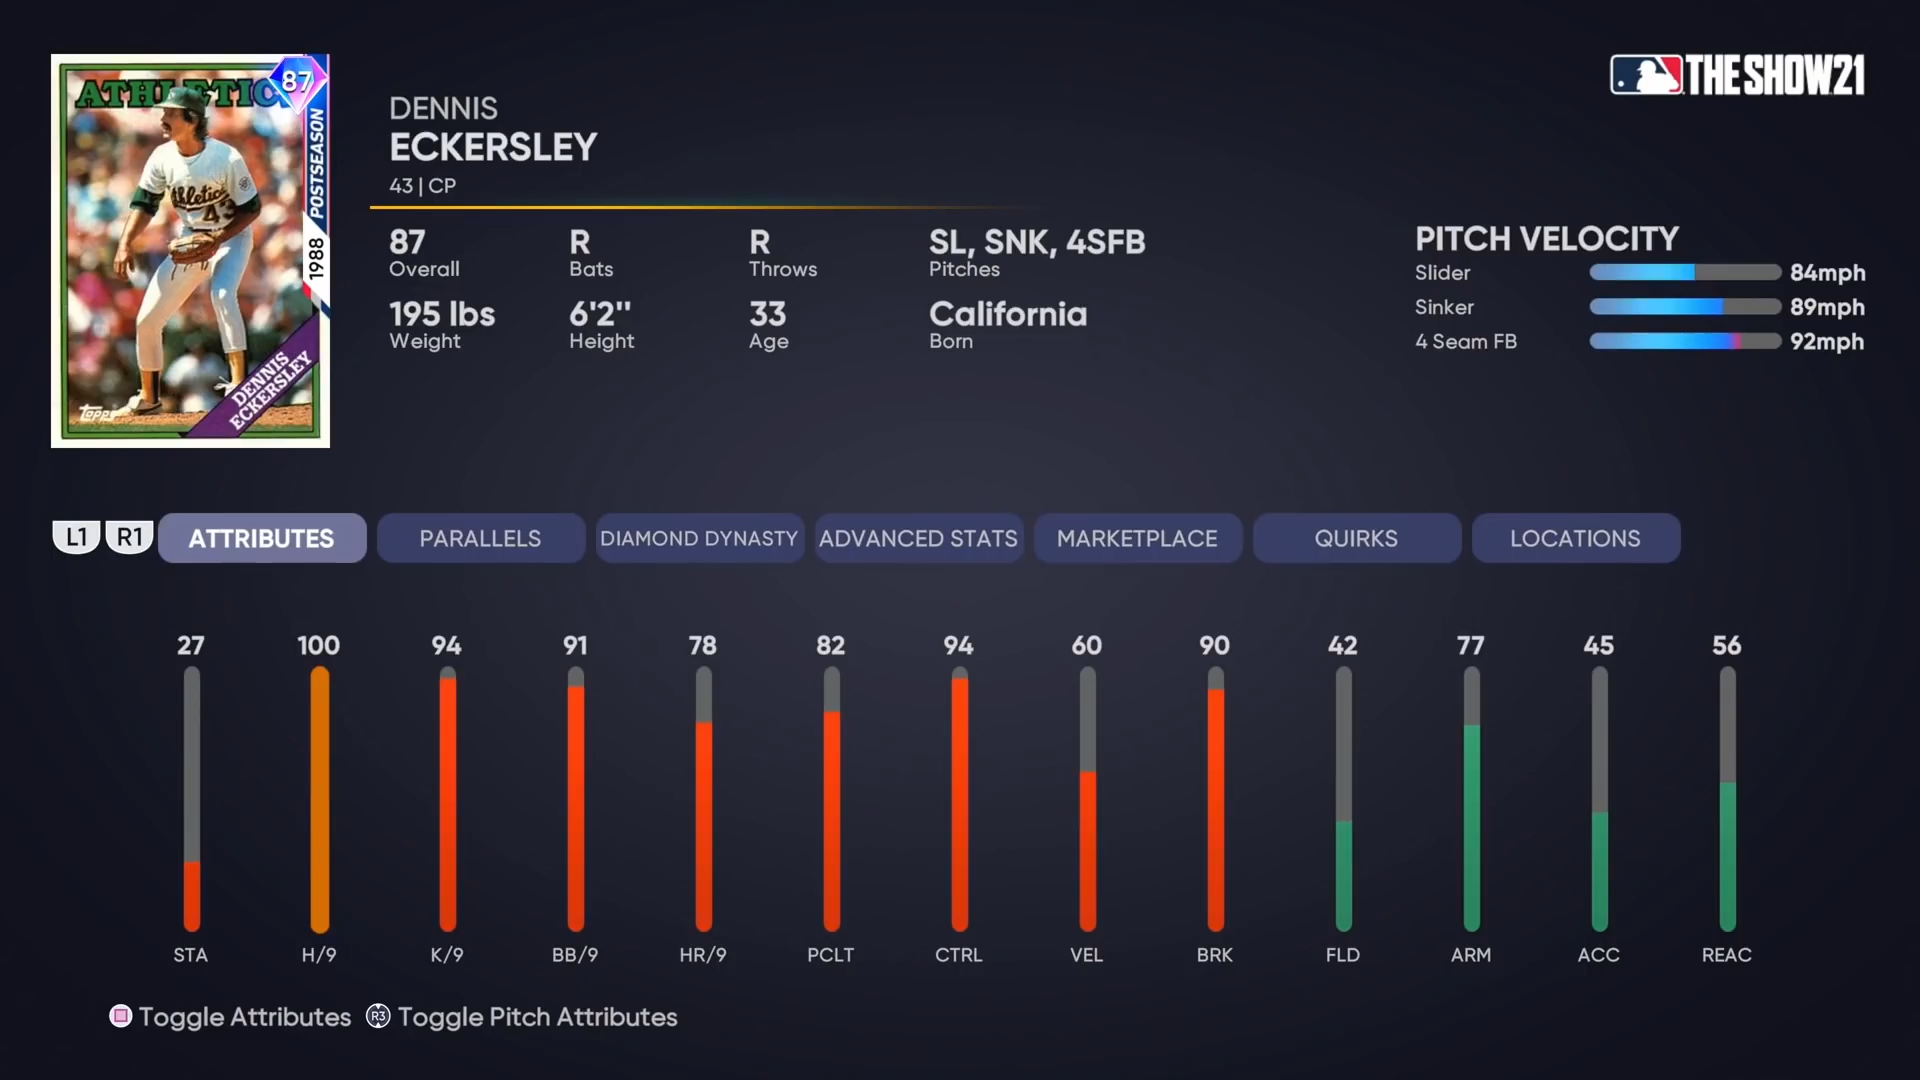 ATHLETICS
87
POSTSEASON
1988
Athletics
43
DENNIS
ECKERSLEY
topps
DENNIS
ECKERSLEY
43 | CP
THE SHOW 21
87 R R SL, SNK, 4SFB
Overall Bats Throws Pitches
195 lbs 6'2" 33 California
Weight Height Age Born
PITCH VELOCITY
Slider 84mph
Sinker 89mph
4 Seam FB 92mph
L1 R1 ATTRIBUTES PARALLELS DIAMOND DYNASTY ADVANCED STATS MARKETPLACE QUIRKS LOCATIONS
27 100 94 91 78 82 94 60 90 42 77 45 56
STA H/9 K/9 BB/9 HR/9 PCLT CTRL VEL BRK FLD ARM ACC REAC
Toggle Attributes R3 Toggle Pitch Attributes